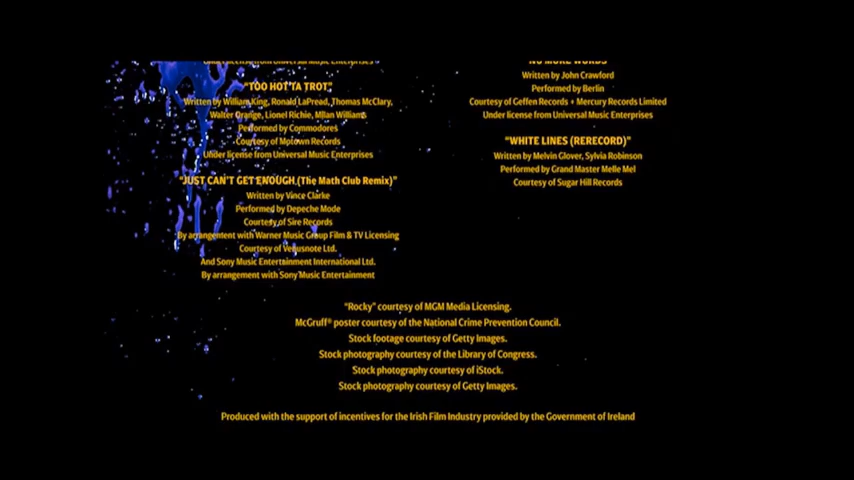 Under license from Universal Music Enterprises
"TOO HOT TA TROT"
Written by William King, Ronald LaPread, Thomas McClary,
Walter Orange, Lionel Richie, Milan Williams
Performed by Commodores
Courtesy of Motown Records
Under license from Universal Music Enterprises
"JUST CAN'T GET ENOUGH (The Math Club Remix)"
Written by Vince Clarke
Performed by Depeche Mode
Courtesy of Sire Records
By arrangement with Warner Music Group Film & TV Licensing
Courtesy of Venusnote Ltd.
And Sony Music Entertainment International Ltd.
By arrangement with Sony Music Entertainment
NO MORE WORDS
Written by John Crawford
Performed by Berlin
Courtesy of Geffen Records + Mercury Records Limited
Under license from Universal Music Enterprises
"WHITE LINES (RERECORD)"
Written by Melvin Glover, Sylvia Robinson
Performed by Grand Master Melle Mel
Courtesy of Sugar Hill Records
"Rocky" courtesy of MGM Media Licensing.
McGruff® poster courtesy of the National Crime Prevention Council.
Stock footage courtesy of Getty Images.
Stock photography courtesy of the Library of Congress.
Stock photography courtesy of iStock.
Stock photography courtesy of Getty Images.
Produced with the support of incentives for the Irish Film Industry provided by the Government of Ireland